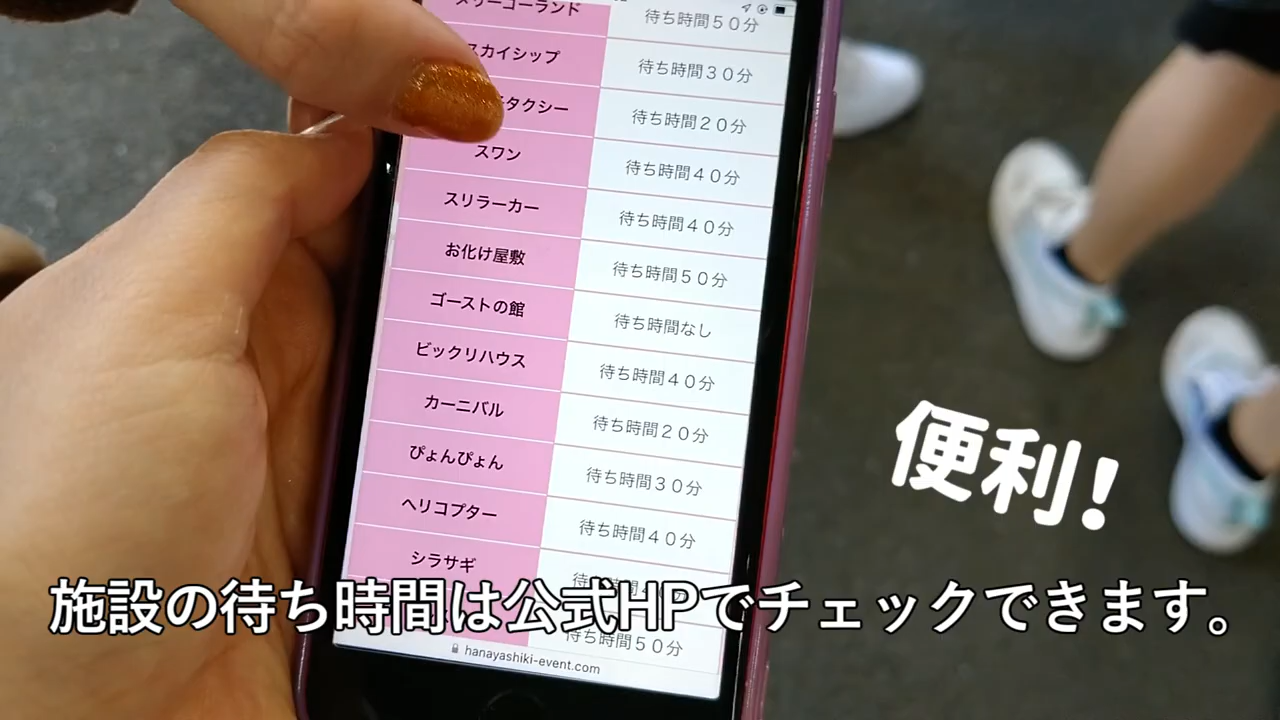 メリーゴーランド 待ち時間50分
スカイシップ 待ち時間30分
タクシー 待ち時間20分
スワン 待ち時間40分
スリラーカー 待ち時間40分
お化け屋敷 待ち時間50分
ゴーストの館 待ち時間なし
ビックリハウス 待ち時間40分
カーニバル 待ち時間20分
ぴょんぴょん 待ち時間30分
ヘリコプター 待ち時間40分
シラサギ
待ち時間50分
hanayashiki-event.com
便利!
施設の待ち時間は公式HPでチェックできます。